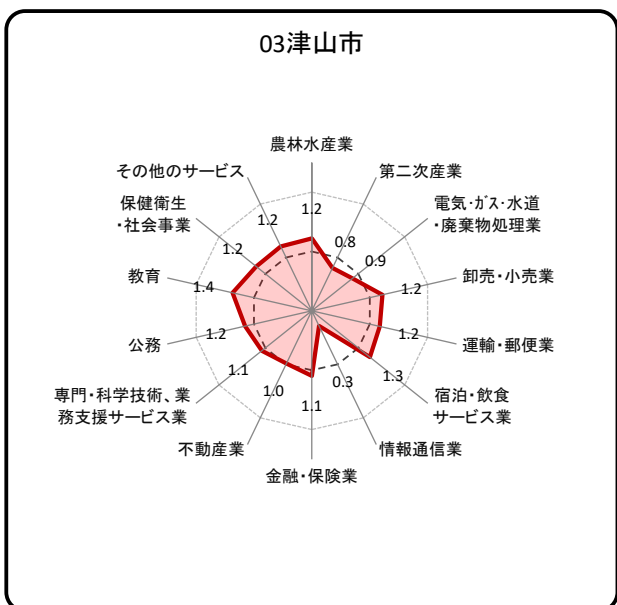 03津山市
農林水産業
1.2
第二次産業
0.8
電気・ガス・水道
・廃棄物処理業
0.9
卸売・小売業
1.2
運輸・郵便業
1.2
宿泊・飲食
サービス業
1.3
情報通信業
0.3
金融・保険業
1.1
不動産業
1.0
専門・科学技術、業
務支援サービス業
1.1
公務
1.2
教育
1.4
保健衛生
・社会事業
1.2
その他のサービス
1.2